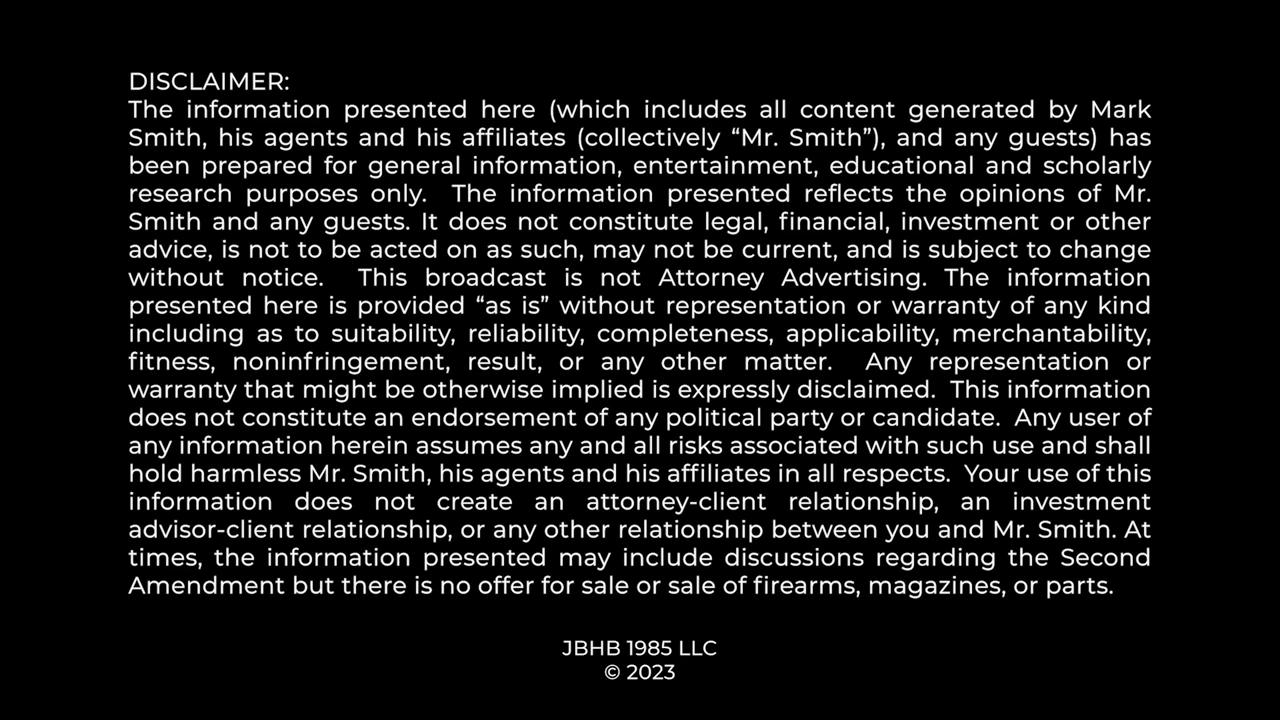 DISCLAIMER:
The information presented here (which includes all content generated by Mark
Smith, his agents and his affiliates (collectively “Mr. Smith”), and any guests) has
been prepared for general information, entertainment, educational and scholarly
research purposes only.  The information presented reflects the opinions of Mr.
Smith and any guests. It does not constitute legal, financial, investment or other
advice, is not to be acted on as such, may not be current, and is subject to change
without notice.  This broadcast is not Attorney Advertising. The information
presented here is provided “as is” without representation or warranty of any kind
including as to suitability, reliability, completeness, applicability, merchantability,
fitness, noninfringement, result, or any other matter.  Any representation or
warranty that might be otherwise implied is expressly disclaimed.  This information
does not constitute an endorsement of any political party or candidate.  Any user of
any information herein assumes any and all risks associated with such use and shall
hold harmless Mr. Smith, his agents and his affiliates in all respects.  Your use of this
information does not create an attorney-client relationship, an investment
advisor-client relationship, or any other relationship between you and Mr. Smith. At
times, the information presented may include discussions regarding the Second
Amendment but there is no offer for sale or sale of firearms, magazines, or parts.
JBHB 1985 LLC
© 2023